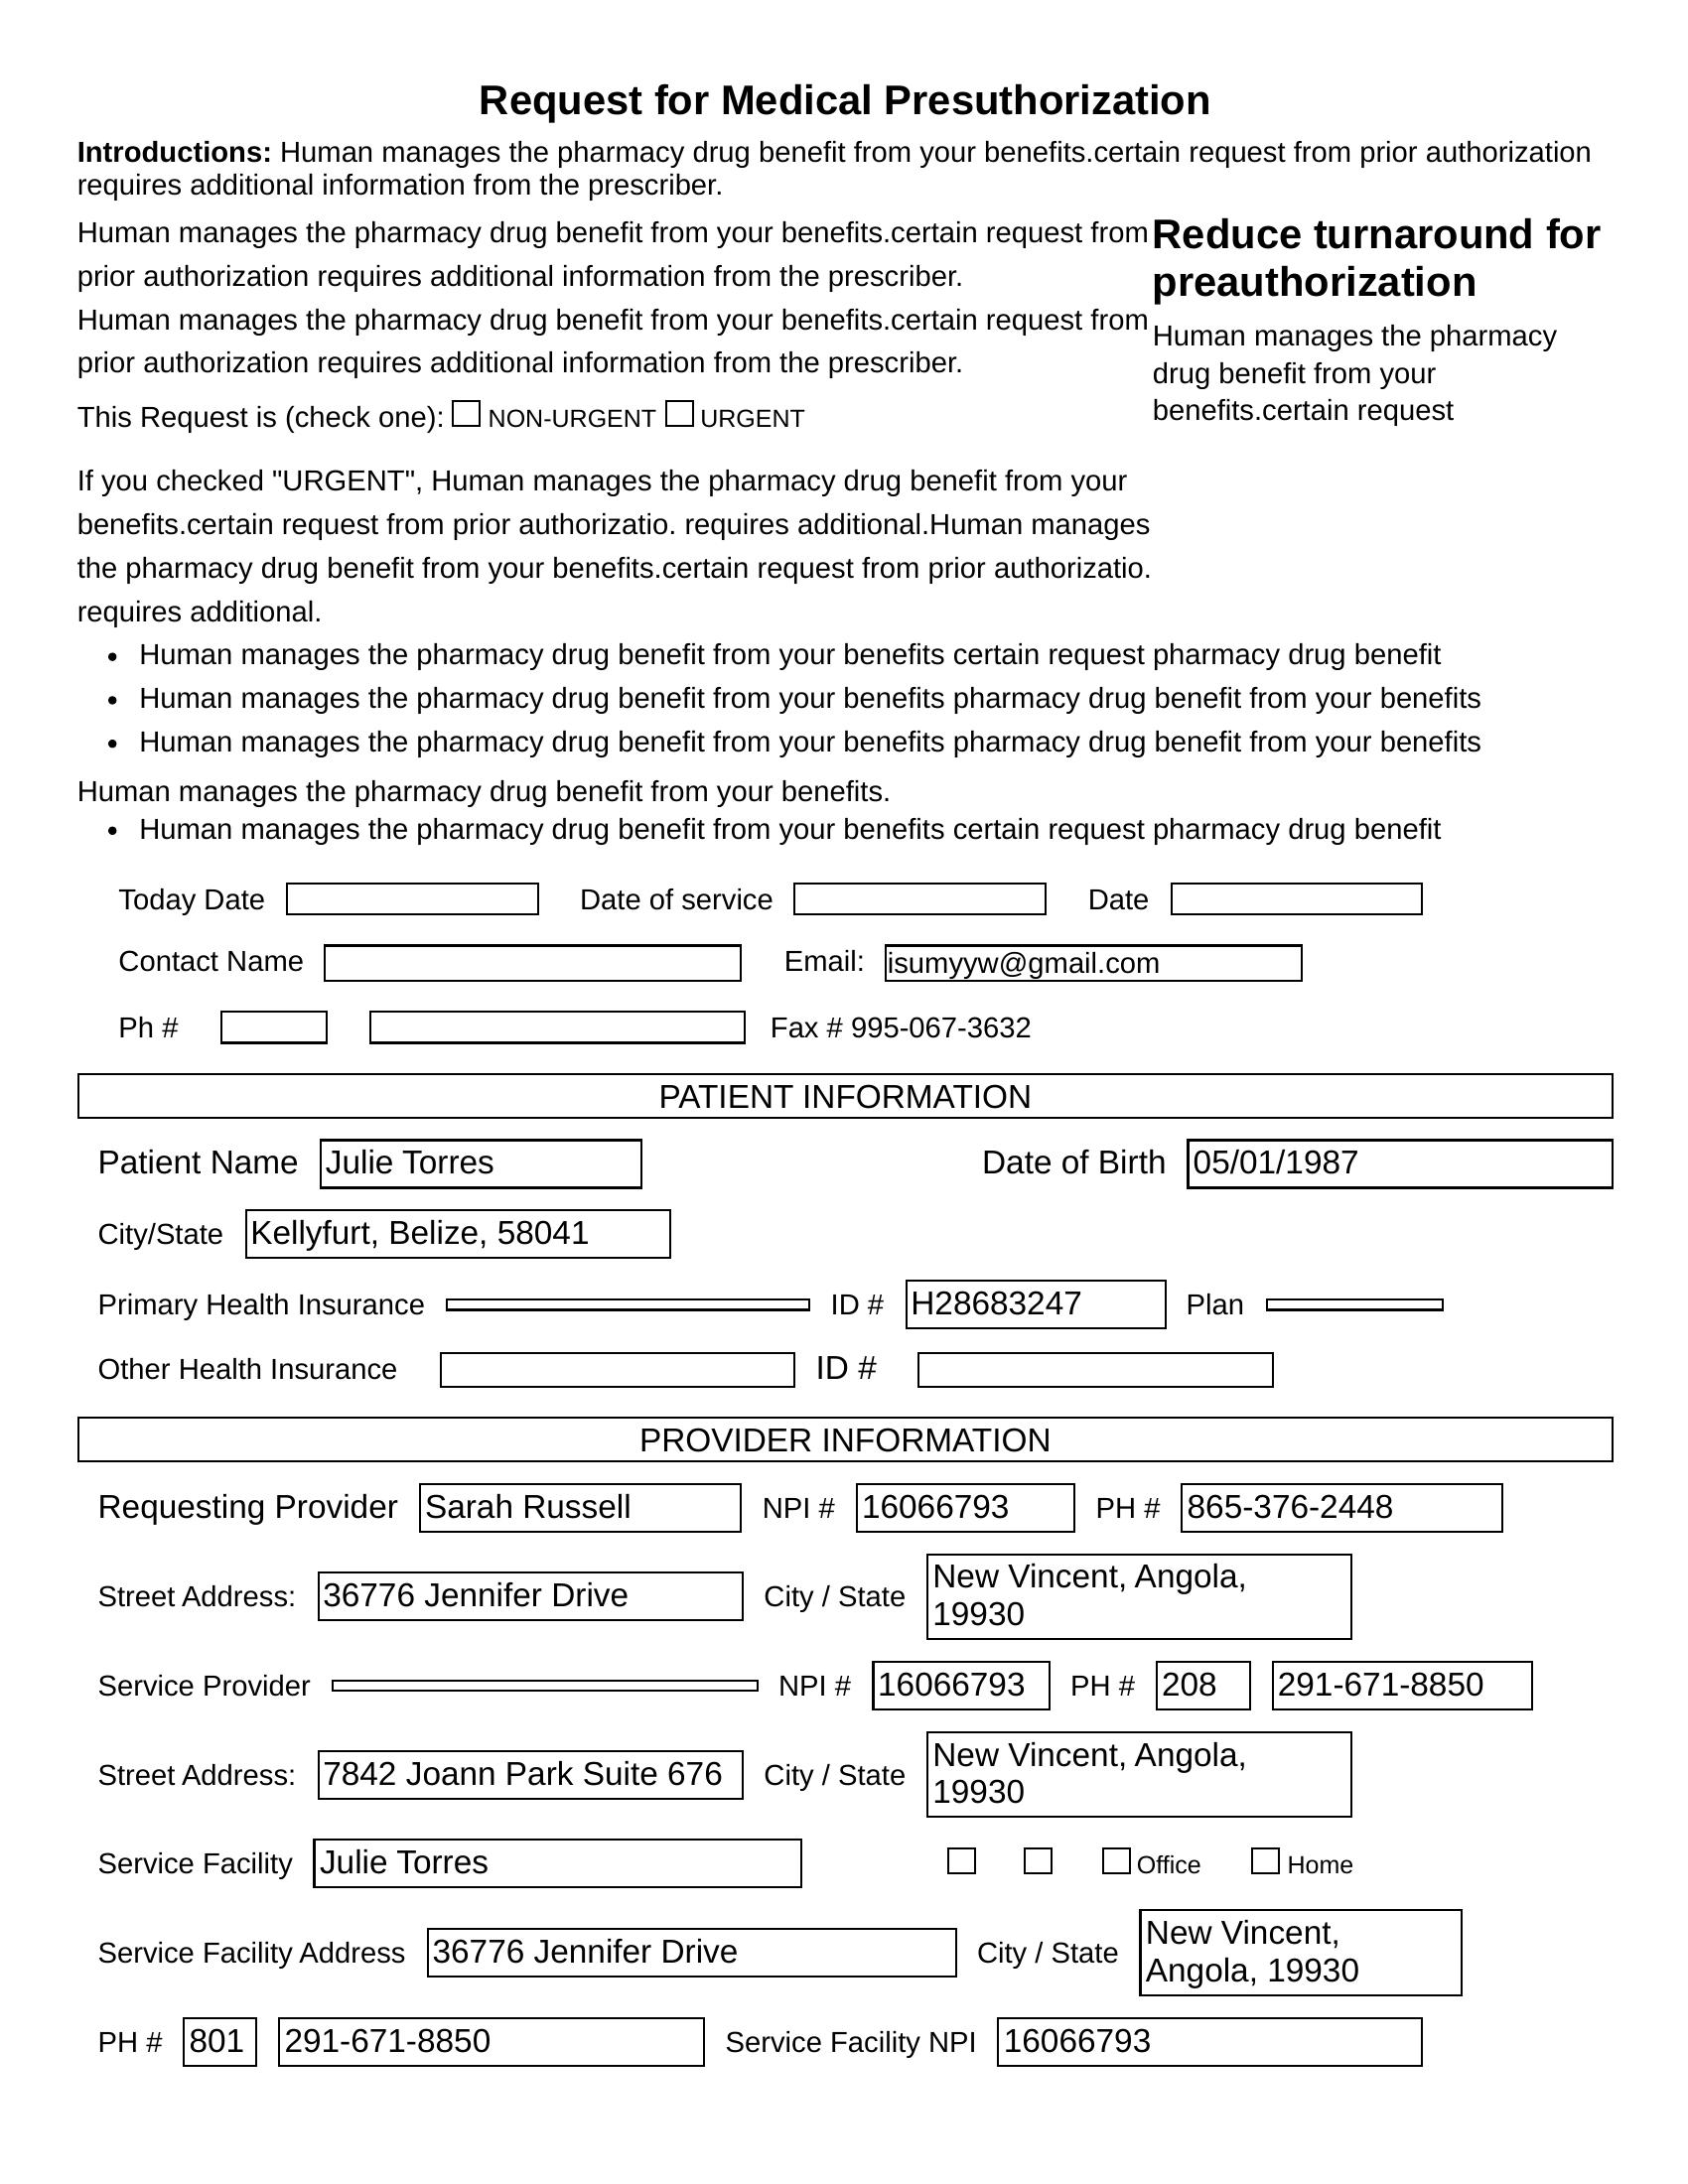 Request for Medical Presuthorization
Introductions: Human manages the pharmacy drug benefit from your benefits.certain request from prior authorization
requires additional information from the prescriber.
Human manages the pharmacy drug benefit from your benefits.certain request from
prior authorization requires additional information from the prescriber.
Human manages the pharmacy drug benefit from your benefits.certain request from
prior authorization requires additional information from the prescriber.
This Request is (check one): NON-URGENT URGENT
Reduce turnaround for
preauthorization
Human manages the pharmacy
drug benefit from your
benefits.certain request
If you checked "URGENT", Human manages the pharmacy drug benefit from your
benefits.certain request from prior authorizatio. requires additional.Human manages
the pharmacy drug benefit from your benefits.certain request from prior authorizatio.
requires additional.
• Human manages the pharmacy drug benefit from your benefits certain request pharmacy drug benefit
• Human manages the pharmacy drug benefit from your benefits pharmacy drug benefit from your benefits
• Human manages the pharmacy drug benefit from your benefits pharmacy drug benefit from your benefits
Human manages the pharmacy drug benefit from your benefits.
• Human manages the pharmacy drug benefit from your benefits certain request pharmacy drug benefit
Today Date Date of service Date
Contact Name Email: isumyyw@gmail.com
Ph # Fax # 995-067-3632
PATIENT INFORMATION
Patient Name Julie Torres Date of Birth 05/01/1987
City/State Kellyfurt, Belize, 58041
Primary Health Insurance ID # H28683247 Plan
Other Health Insurance ID #
PROVIDER INFORMATION
Requesting Provider Sarah Russell NPI # 16066793 PH # 865-376-2448
Street Address: 36776 Jennifer Drive City / State New Vincent, Angola,
19930
Service Provider NPI # 16066793 PH # 208 291-671-8850
Street Address: 7842 Joann Park Suite 676 City / State New Vincent, Angola,
19930
Service Facility Julie Torres Office Home
Service Facility Address 36776 Jennifer Drive City / State New Vincent,
Angola, 19930
PH # 801 291-671-8850 Service Facility NPI 16066793